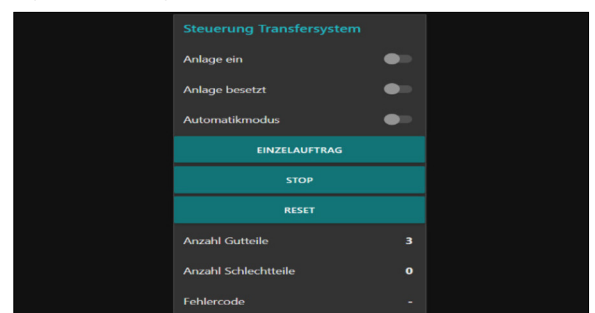 Steuerung Transfersystem
Anlage ein
Anlage besetzt
Automatikmodus
EINZELAUFTRAG
STOP
RESET
Anzahl Gutteile 3
Anzahl Schlechtteile 0
Fehlercode -